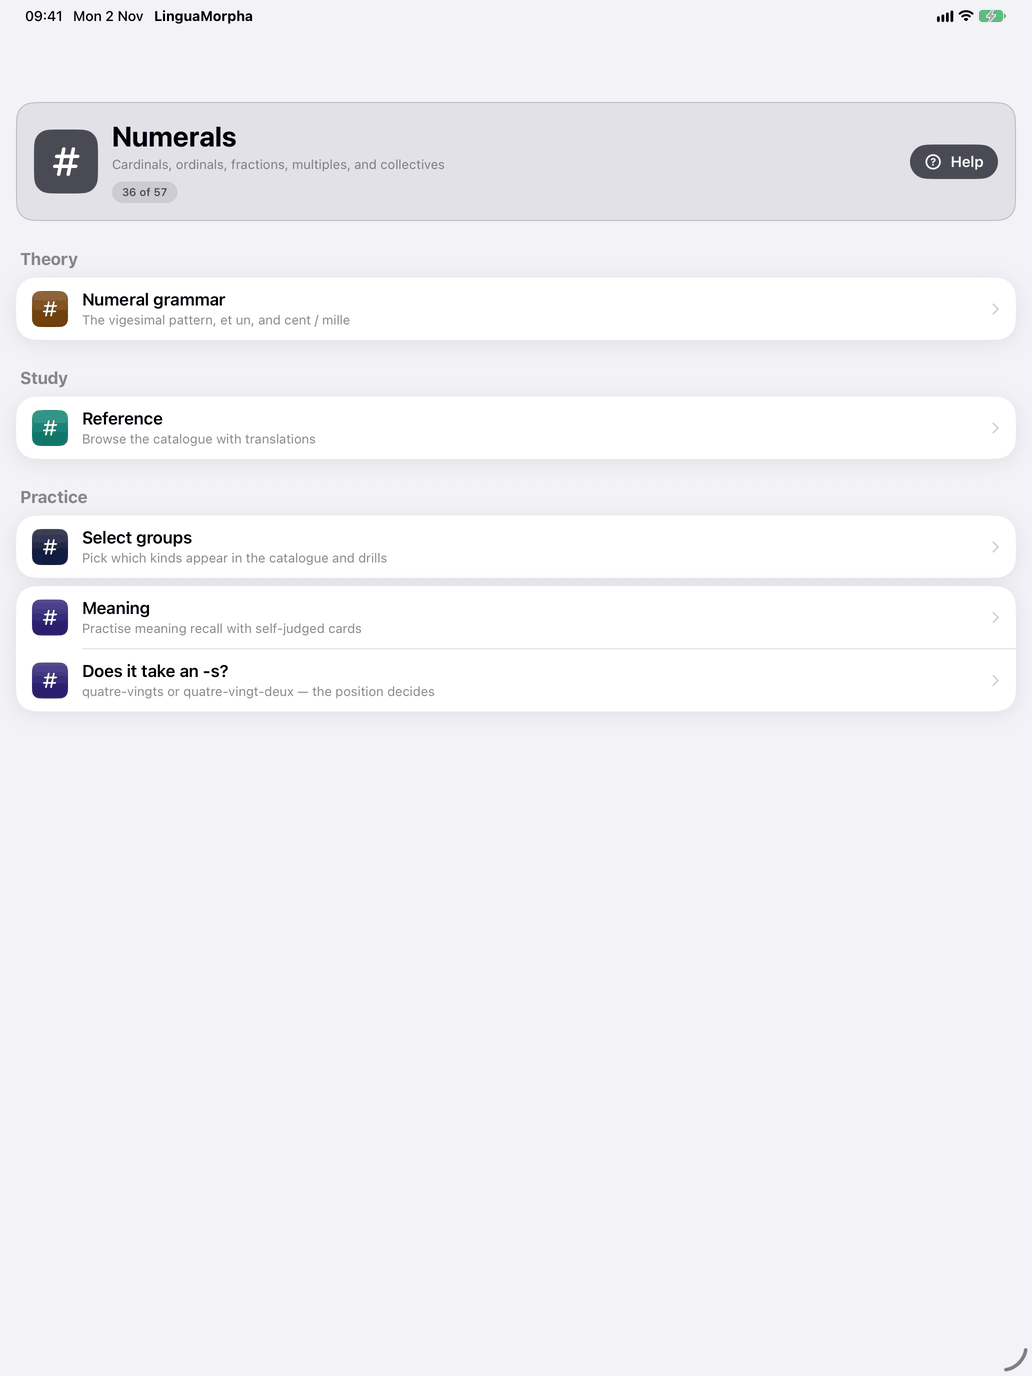 09:41 Mon 2 Nov LinguaMorpha
#
Numerals
Cardinals, ordinals, fractions, multiples, and collectives
36 of 57
? Help
Theory
#
Numeral grammar
The vigesimal pattern, et un, and cent / mille
Study
#
Reference
Browse the catalogue with translations
Practice
#
Select groups
Pick which kinds appear in the catalogue and drills
#
Meaning
Practise meaning recall with self-judged cards
#
Does it take an -s?
quatre-vingts or quatre-vingt-deux — the position decides